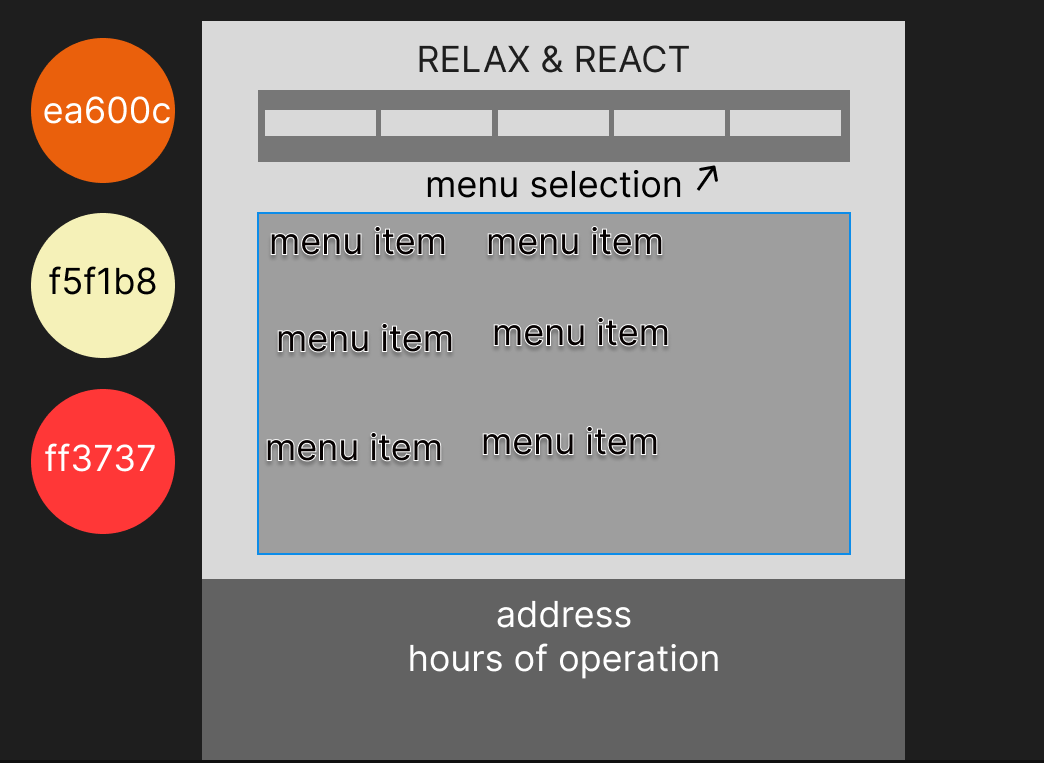 RELAX & REACT
ea600c
menu selection ↗
menu item menu item
f5f1b8
menu item menu item
menu item menu item
ff3737
address
hours of operation